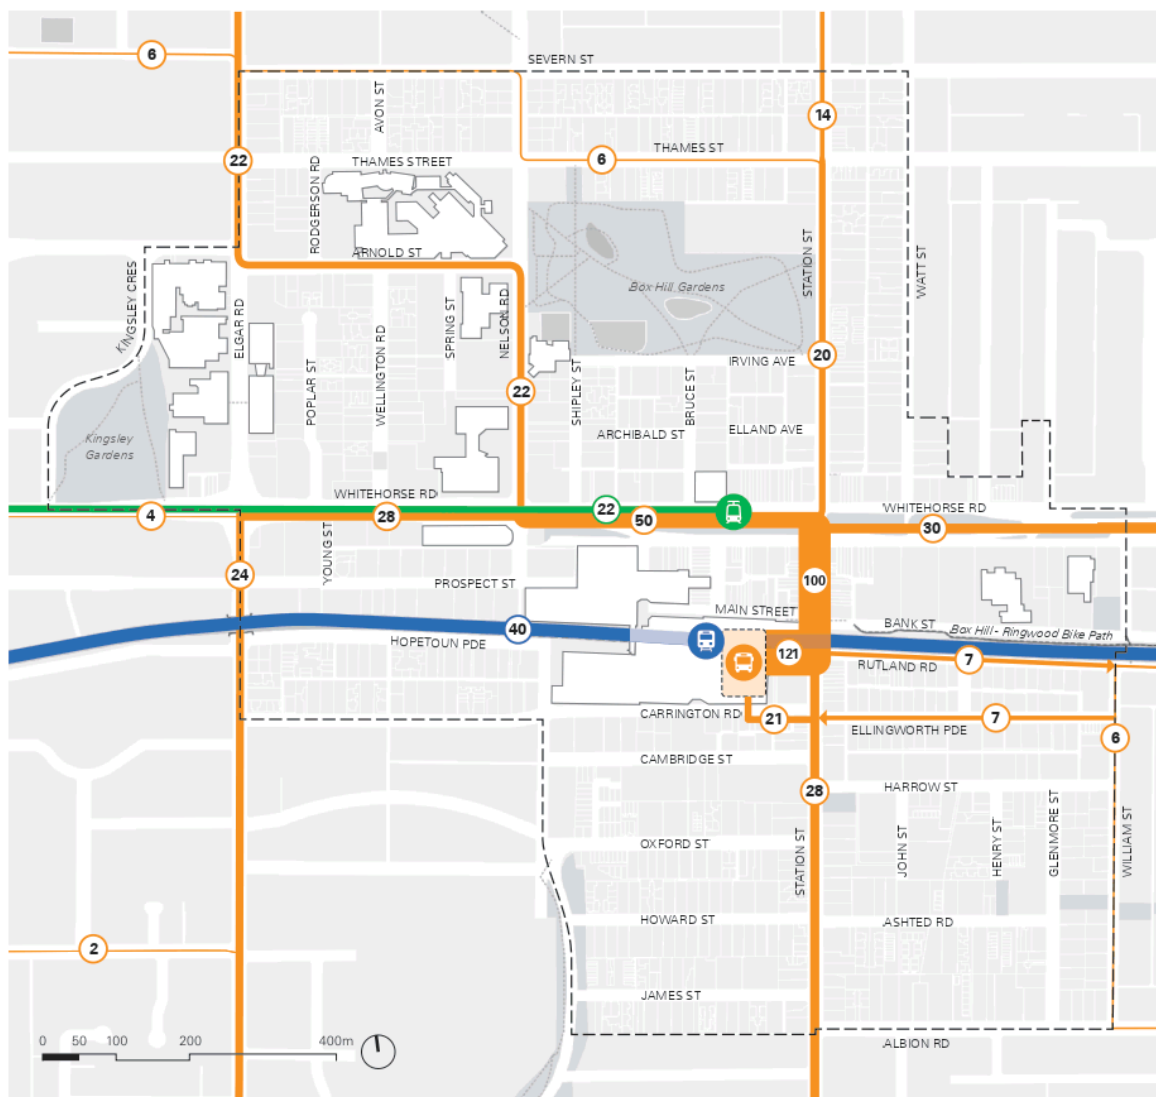 6
SEVERN ST
AVON ST
14
22
THAMES STREET
6
THAMES ST
RODGERSON RD
ARNOLD ST
STATION ST
WATT ST
KINGSLEY CRES
Box Hill Gardens
ELGAR RD
SPRING ST
NELSON RD
WELLINGTON RD
POPLAR ST
20
IRVING AVE
22
SHIPLEY ST
BRUCE ST
Kingsley
Gardens
ARCHIBALD ST
ELLAND AVE
WHITEHORSE RD
4
28
22
50
WHITEHORSE RD
30
YOUNG ST
24
PROSPECT ST
100
MAIN STREET
40
HOPETOUN PDE
BANK ST
Box Hill - Ringwood Bike Path
121
RUTLAND RD
7
CARRINGTON RD
21
7
ELLINGWORTH PDE
6
CAMBRIDGE ST
28
HARROW ST
OXFORD ST
STATION ST
JOHN ST
HENRY ST
GLENMORE ST
WILLIAM ST
HOWARD ST
ASHTED RD
2
JAMES ST
0 50 100 200 400m
ALBION RD